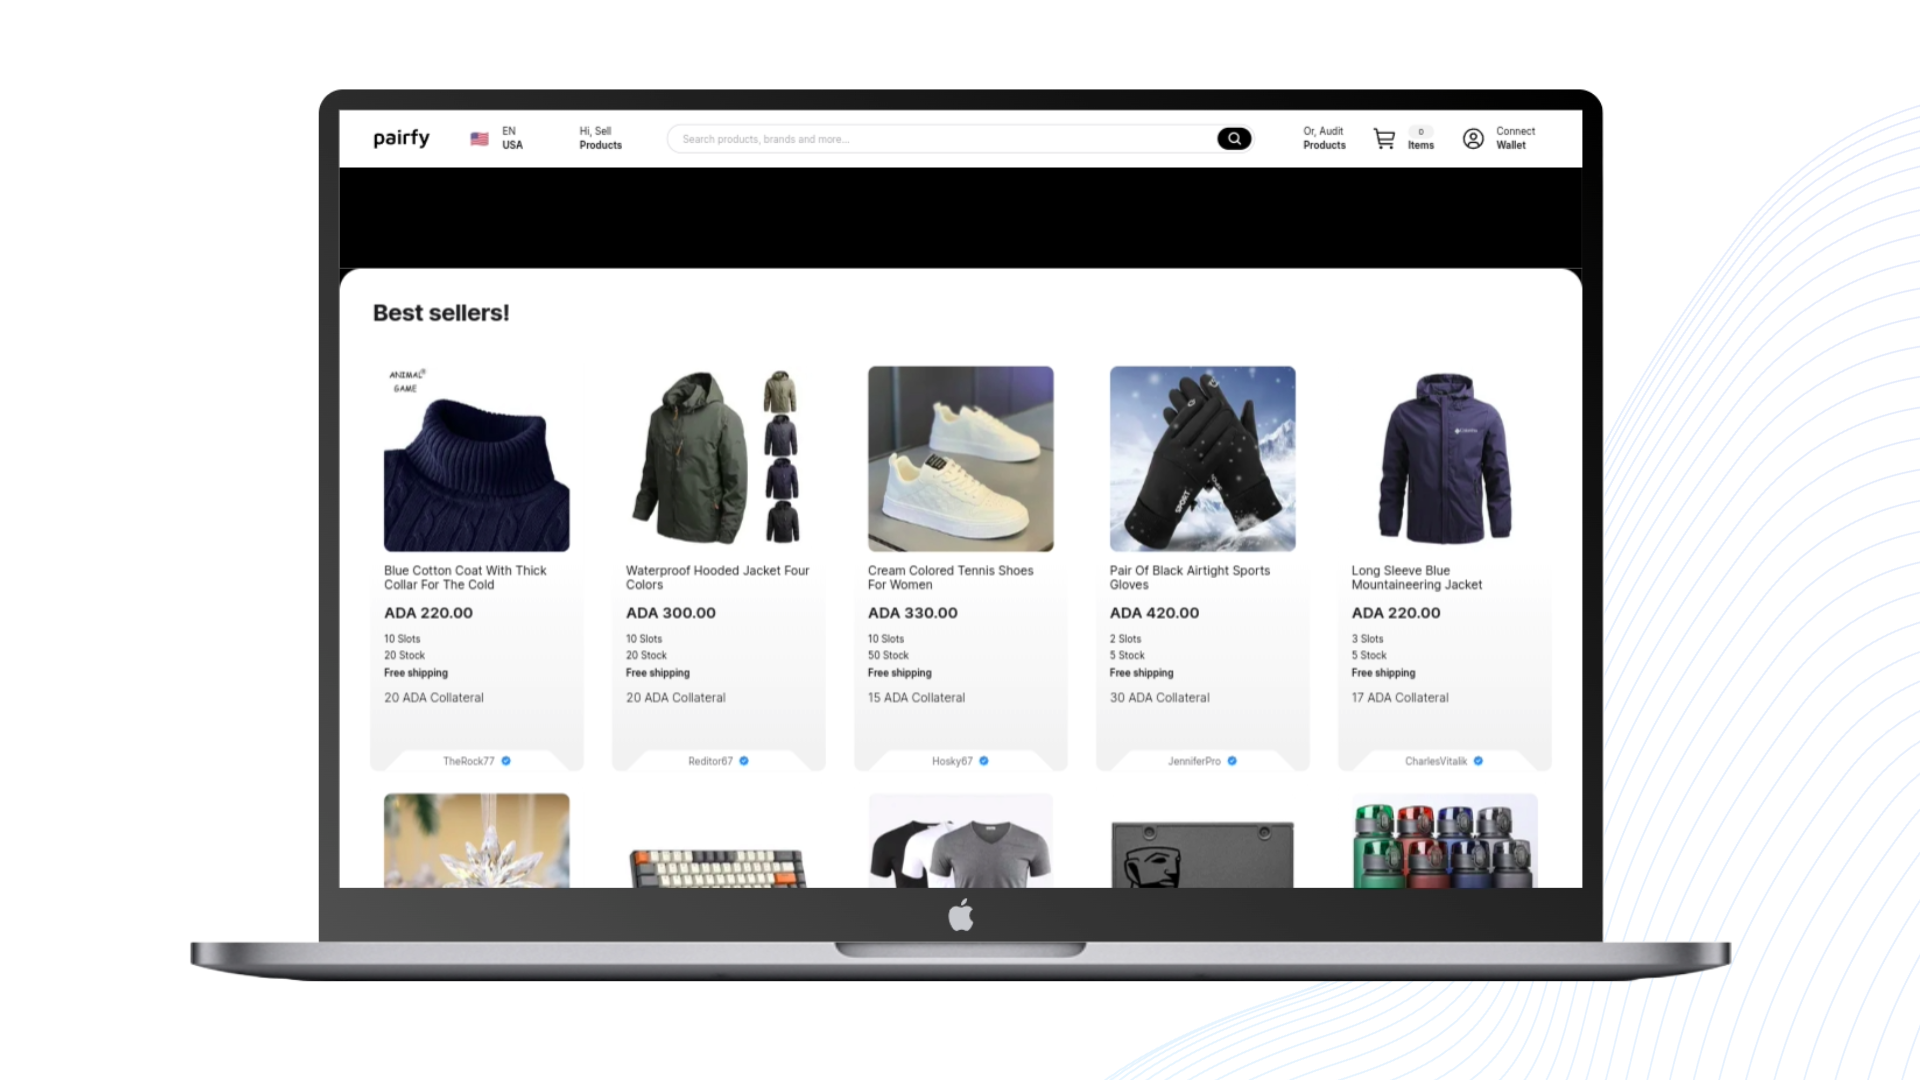 pairfy
EN
USA
Hi, Sell
Products
Search products, brands and more...
Or, Audit
Products
0
Items
Connect
Wallet
Best sellers!
ANIMAL®
GAME
SPORT
Blue Cotton Coat With Thick
Collar For The Cold
ADA 220.00
10 Slots
20 Stock
Free shipping
20 ADA Collateral
TheRock77
Waterproof Hooded Jacket Four
Colors
ADA 300.00
10 Slots
20 Stock
Free shipping
20 ADA Collateral
Reditor67
Cream Colored Tennis Shoes
For Women
ADA 330.00
10 Slots
50 Stock
Free shipping
15 ADA Collateral
Hosky67
Pair Of Black Airtight Sports
Gloves
ADA 420.00
2 Slots
5 Stock
Free shipping
30 ADA Collateral
JenniferPro
Long Sleeve Blue
Mountaineering Jacket
ADA 220.00
3 Slots
5 Stock
Free shipping
17 ADA Collateral
CharlesVitalik